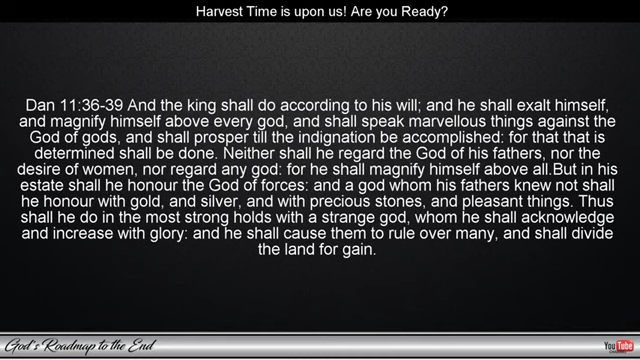 Harvest Time is upon us! Are you Ready?
Dan 11:36-39 And the king shall do according to his will; and he shall exalt himself,
and magnify himself above every god, and shall speak marvellous things against the
God of gods, and shall prosper till the indignation be accomplished: for that that is
determined shall be done. Neither shall he regard the God of his fathers, nor the
desire of women, nor regard any god: for he shall magnify himself above all.But in his
estate shall he honour the God of forces: and a god whom his fathers knew not shall
he honour with gold, and silver, and with precious stones, and pleasant things. Thus
shall he do in the most strong holds with a strange god, whom he shall acknowledge
and increase with glory: and he shall cause them to rule over many, and shall divide
the land for gain.
God's Roadmap to the End
YouTube